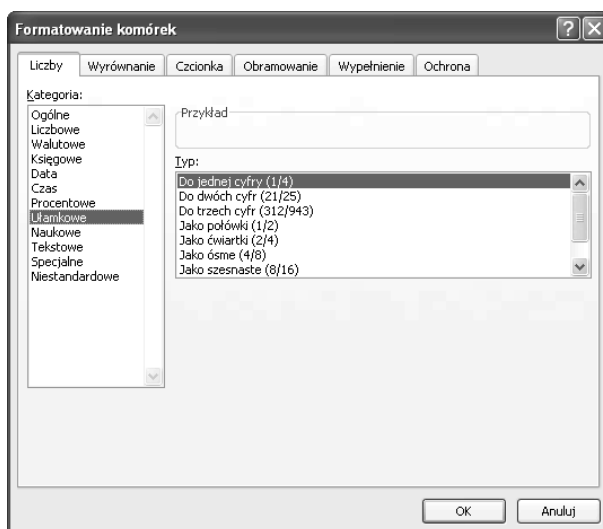 Formatowanie komórek
Liczby Wyrównanie Czcionka Obramowanie Wypełnienie Ochrona
Kategoria:
Ogólne
Liczbowe
Walutowe
Księgowe
Data
Czas
Procentowe
Ułamkowe
Naukowe
Tekstowe
Specjalne
Niestandardowe
Przykład
Typ:
Do jednej cyfry (1/4)
Do dwóch cyfr (21/25)
Do trzech cyfr (312/943)
Jako połówki (1/2)
Jako ćwiartki (2/4)
Jako ósme (4/8)
Jako szesnaste (8/16)
OK Anuluj